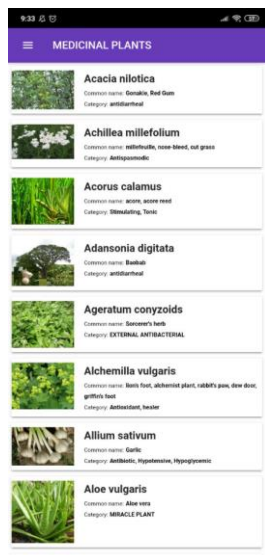 9:33
MEDICINAL PLANTS
Acacia nilotica
Common name: Gonakie, Red Gum
Category: antidiarrheal
Achillea millefolium
Common name: millefeuille, nose-bleed, cut grass
Category: Antispasmodic
Acorus calamus
Common name: acore, acore reed
Category: Stimulating, Tonic
Adansonia digitata
Common name: Baobab
Category: antidiarrheal
Ageratum conyzoids
Common name: Sorcerer's herb
Category: EXTERNAL ANTIBACTERIAL
Alchemilla vulgaris
Common name: lion's foot, alchemist plant, rabbit's paw, dew door,
griffin's foot
Category: Antioxidant, healer
Allium sativum
Common name: Garlic
Category: Antibiotic, Hypotensive, Hypoglycemic
Aloe vulgaris
Common name: Aloe vera
Category: MIRACLE PLANT